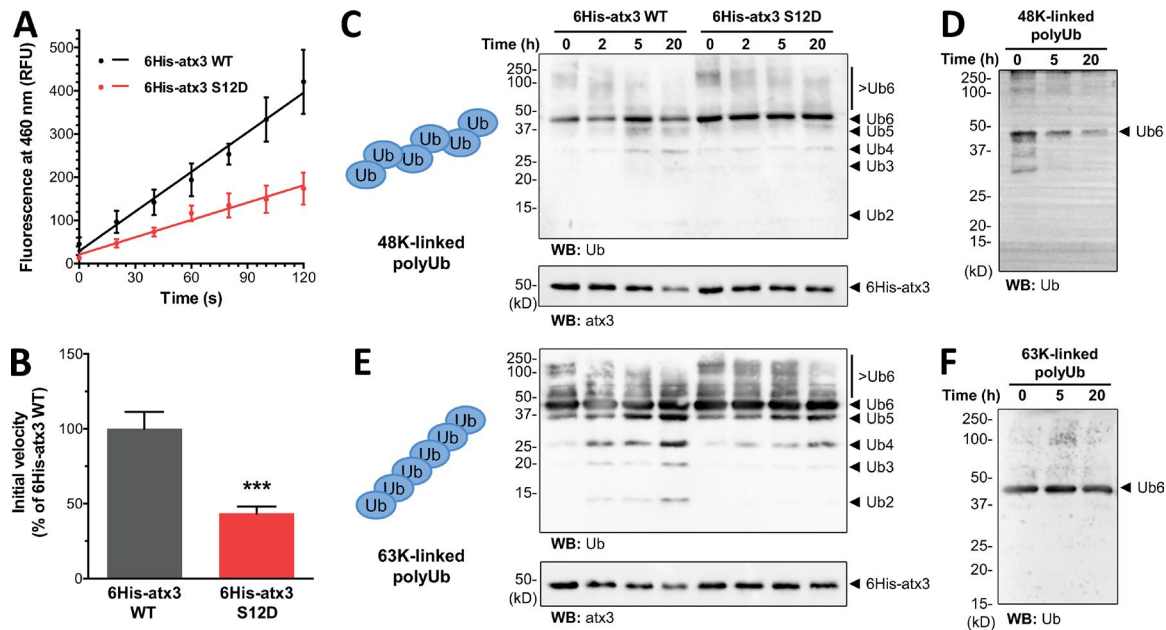 A
Fluorescence at 460 nm (RFU)
500
400
300
200
100
0
6His-atx3 WT
6His-atx3 S12D
0 30 60 90 120
Time (s)
B
Initial velocity
(% of 6His-atx3 WT)
150
100
50
0
***
6His-atx3
WT
6His-atx3
S12D
C
Ub Ub Ub Ub Ub Ub
48K-linked
polyUb
6His-atx3 WT 6His-atx3 S12D
Time (h) 0 2 5 20 0 2 5 20
250-
100-
50-
37-
25-
20-
15-
>Ub6
Ub6
Ub5
Ub4
Ub3
Ub2
WB: Ub
50-
(kD)
6His-atx3
WB: atx3
D
48K-linked
polyUb
Time (h) 0 5 20
250-
100-
50-
37-
25-
20-
15-
(kD)
Ub6
WB: Ub
E
Ub Ub Ub Ub Ub Ub
63K-linked
polyUb
250-
100-
50-
37-
25-
20-
15-
>Ub6
Ub6
Ub5
Ub4
Ub3
Ub2
WB: Ub
50-
(kD)
6His-atx3
WB: atx3
F
63K-linked
polyUb
Time (h) 0 5 20
250-
100-
50-
37-
25-
20-
15-
(kD)
Ub6
WB: Ub